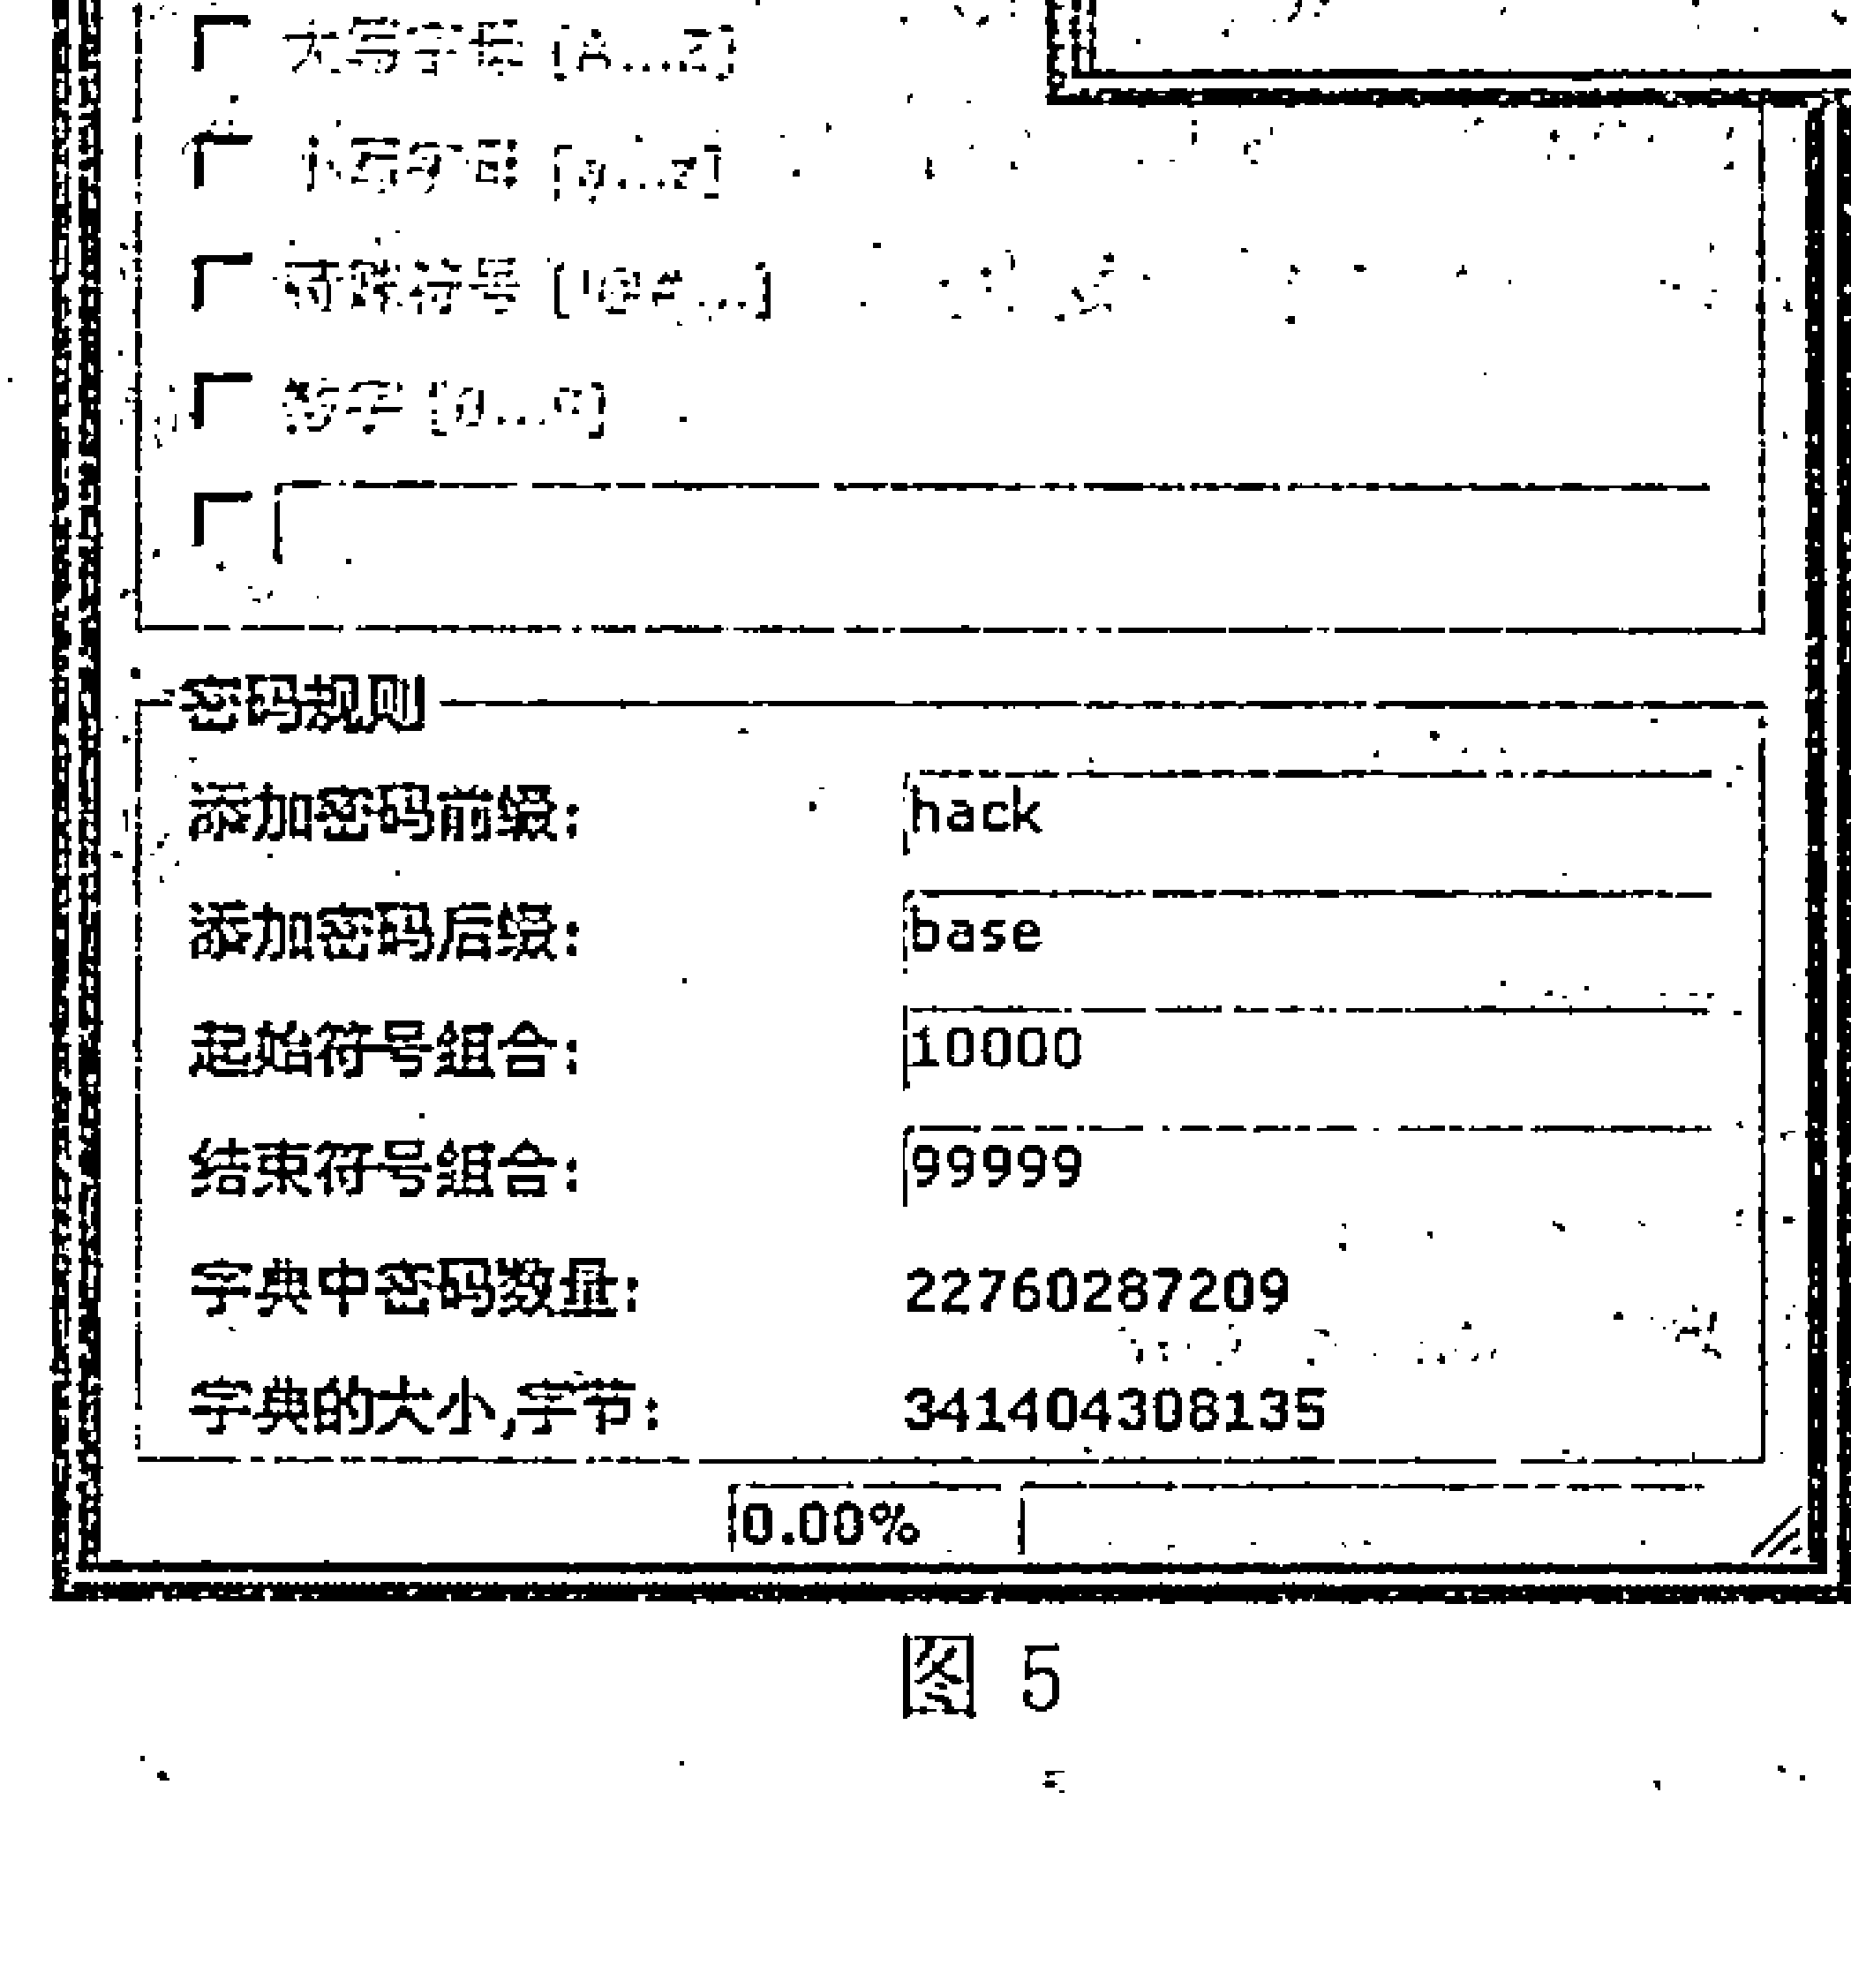 大写字母 [A...Z]
小写字母 [a...z]
特殊符号 [!@#...]
数字 [0...9]
密码规则
添加密码前缀: hack
添加密码后缀: base
起始符号组合: 10000
结束符号组合: 99999
字典中密码数量: 22760287209
字典的大小,字节: 341404308135
0.00%
图 5